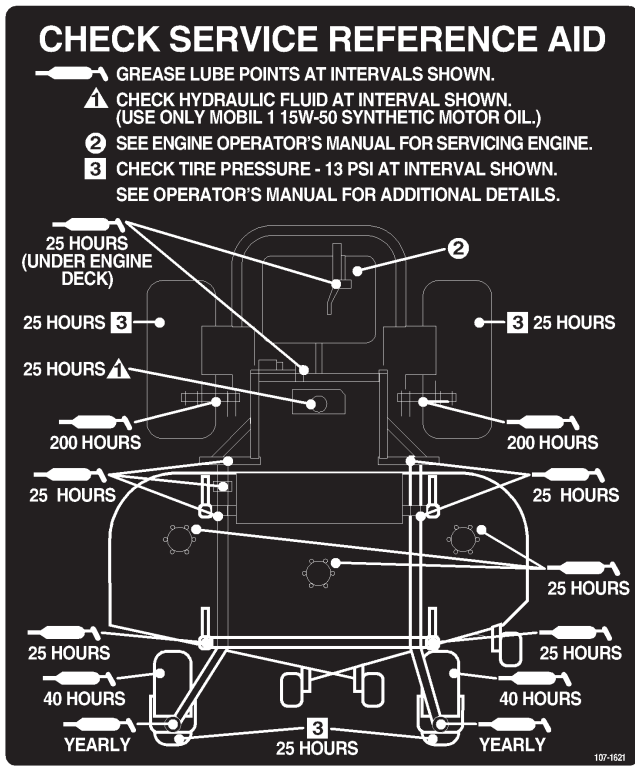 CHECK SERVICE REFERENCE AID
GREASE LUBE POINTS AT INTERVALS SHOWN.
1 CHECK HYDRAULIC FLUID AT INTERVAL SHOWN.
(USE ONLY MOBIL 1 15W-50 SYNTHETIC MOTOR OIL.)
2 SEE ENGINE OPERATOR'S MANUAL FOR SERVICING ENGINE.
3 CHECK TIRE PRESSURE - 13 PSI AT INTERVAL SHOWN.
SEE OPERATOR'S MANUAL FOR ADDITIONAL DETAILS.
25 HOURS
(UNDER ENGINE
DECK)
2
25 HOURS 3
3 25 HOURS
25 HOURS 1
200 HOURS
200 HOURS
25 HOURS
25 HOURS
25 HOURS
25 HOURS
25 HOURS
40 HOURS
40 HOURS
YEARLY
3
25 HOURS
YEARLY
107-1621